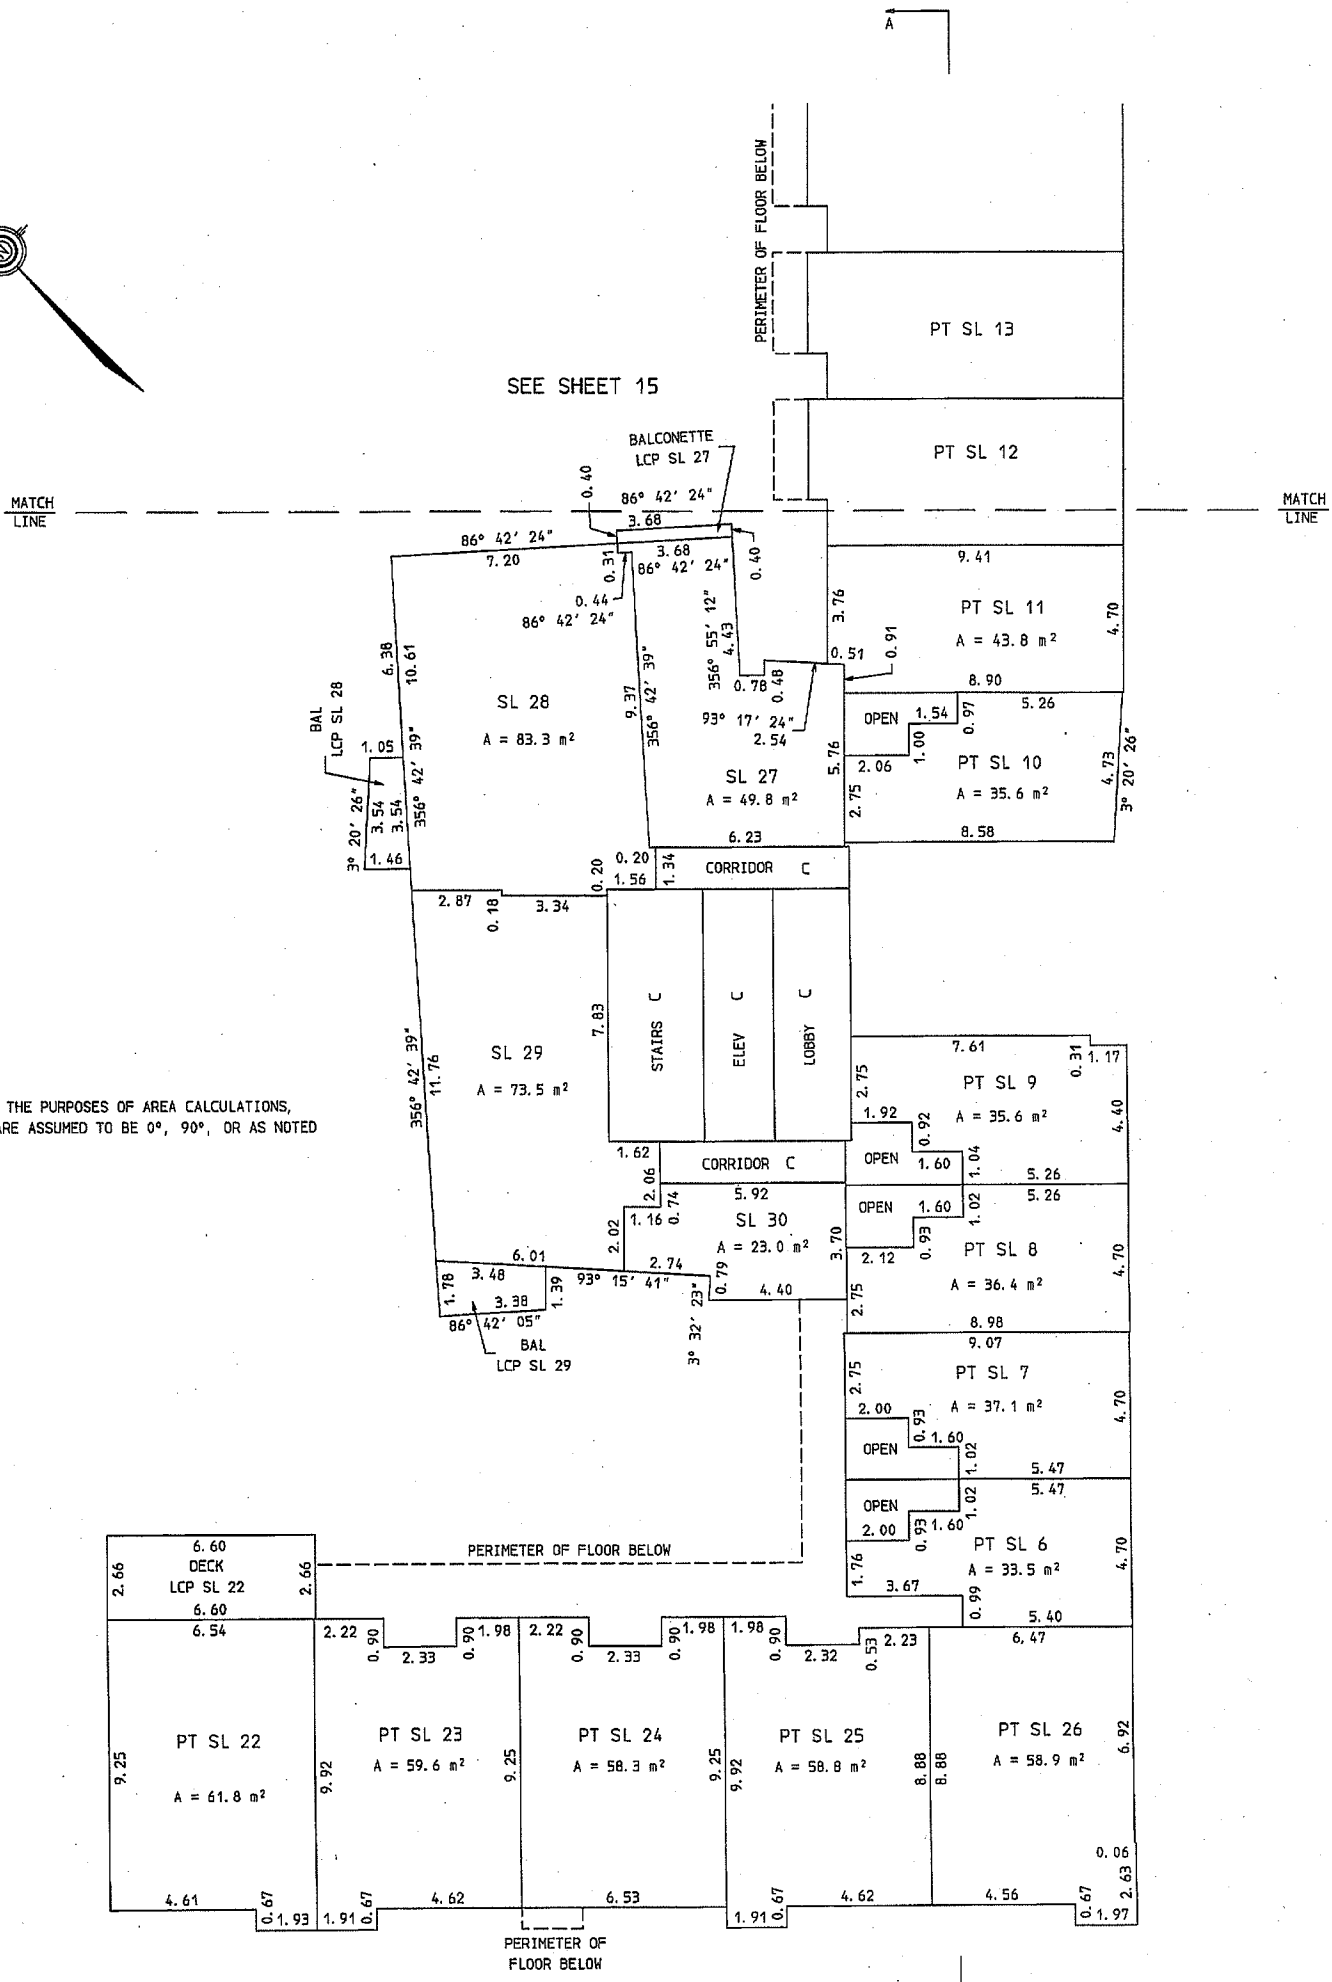 A
PERIMETER OF FLOOR BELOW
PT SL 13
SEE SHEET 15
PT SL 12
BALCONETTE
LCP SL 27
0.40
86° 42' 24"
MATCH
LINE
MATCH
LINE
3.68
86° 42' 24"
7.20
0.31
3.68
86° 42' 24"
0.40
9.41
0.44
86° 42' 24"
3.76
PT SL 11
A = 43.8 m²
4.70
6.38
10.61
356° 42' 39"
9.37
356° 42' 39"
356° 55' 12"
4.43
0.51
0.91
0.78
0.48
8.90
SL 28
A = 83.3 m²
93° 17' 24"
2.54
OPEN
1.54
0.97
5.26
BAL
LCP SL 28
1.05
5.76
2.06
1.00
PT SL 10
A = 35.6 m²
4.73
3° 20' 26"
SL 27
A = 49.8 m²
2.75
3° 20' 26"
3.54
3.54
1.46
6.23
8.58
0.20
0.20
1.56
1.34
CORRIDOR C
2.87
0.18
3.34
7.83
STAIRS C
ELEV C
LOBBY C
SL 29
A = 73.5 m²
356° 42' 39"
11.76
7.61
0.31
1.17
2.75
PT SL 9
A = 35.6 m²
4.40
THE PURPOSES OF AREA CALCULATIONS,
ARE ASSUMED TO BE 0°, 90°, OR AS NOTED
1.92
0.92
OPEN
1.60
1.04
5.26
1.62
CORRIDOR C
2.06
0.74
5.92
1.16
SL 30
A = 23.0 m²
3.70
OPEN
1.60
1.02
5.26
2.12
0.93
PT SL 8
A = 36.4 m²
4.70
2.02
6.01
2.74
93° 15' 41"
0.79
3° 32' 23"
4.40
2.75
8.98
1.78
3.48
3.38
1.39
86° 42' 05"
BAL
LCP SL 29
9.07
2.75
PT SL 7
A = 37.1 m²
4.70
2.00
0.93
1.60
OPEN
1.02
5.47
5.47
OPEN
1.02
1.60
2.00
0.93
PT SL 6
A = 33.5 m²
4.70
1.76
3.67
0.99
5.40
6.60
DECK
LCP SL 22
2.66
2.66
6.60
PERIMETER OF FLOOR BELOW
6.54
2.22
0.90
2.33
0.90
1.98
2.22
0.90
2.33
0.90
1.98
1.98
0.90
2.32
0.53
2.23
6.47
PT SL 22
A = 61.8 m²
9.25
PT SL 23
A = 59.6 m²
9.92
9.25
PT SL 24
A = 58.3 m²
9.25
9.92
PT SL 25
A = 58.8 m²
8.88
8.88
PT SL 26
A = 58.9 m²
6.92
0.06
2.63
4.61
0.67
1.93
1.91
0.67
4.62
6.53
1.91
0.67
4.62
4.56
0.67
1.97
PERIMETER OF
FLOOR BELOW